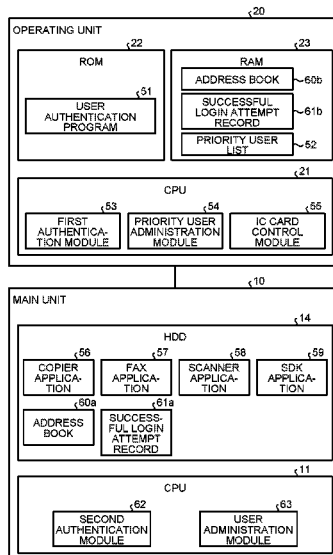 20
OPERATING UNIT
22
ROM
51
USER
AUTHENTICATION
PROGRAM
23
RAM
ADDRESS BOOK
60b
SUCCESSFUL
LOGIN ATTEMPT
RECORD
61b
PRIORITY USER
LIST
52
21
CPU
53
FIRST
AUTHENTICA-
TION MODULE
54
PRIORITY USER
ADMINISTRATION
MODULE
55
IC CARD
CONTROL
MODULE
10
MAIN UNIT
14
HDD
56
COPIER
APPLICA-
TION
57
FAX
APPLICA-
TION
58
SCANNER
APPLICA-
TION
59
SDK
APPLICA-
TION
60a
ADDRESS
BOOK
61a
SUCCESS-
FUL LOGIN
ATTEMPT
RECORD
11
CPU
62
SECOND
AUTHENTICATION
MODULE
63
USER
ADMINISTRATION
MODULE